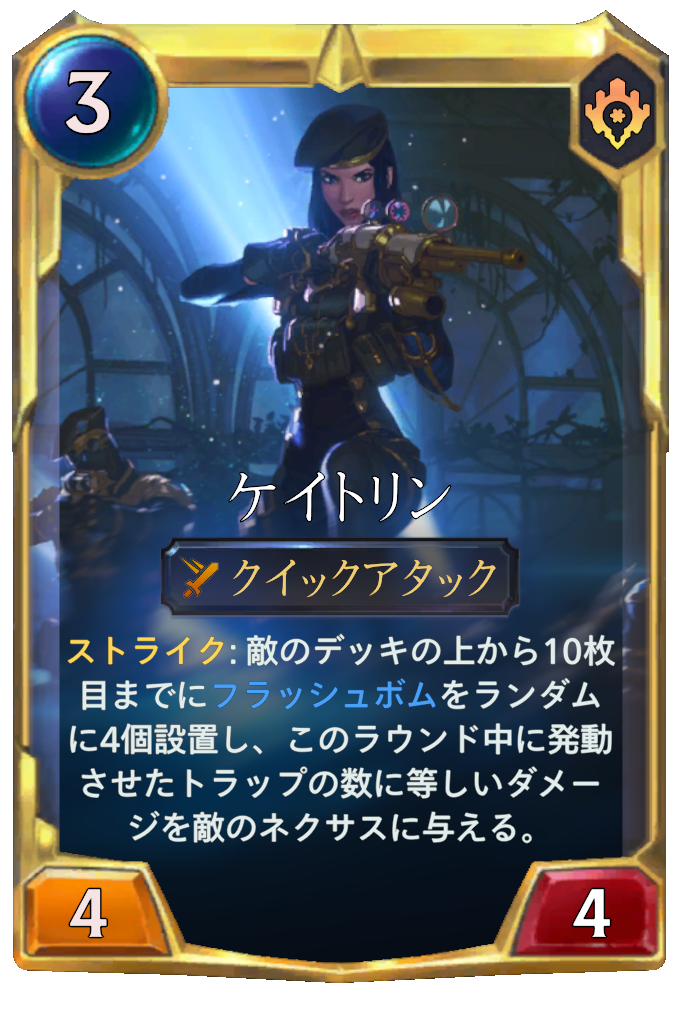 3
ケイトリン
クイックアタック
ストライク: 敵のデッキの上から10枚
目までにフラッシュボムをランダム
に4個設置し、このラウンド中に発動
させたトラップの数に等しいダメー
ジを敵のネクサスに与える。
4
4